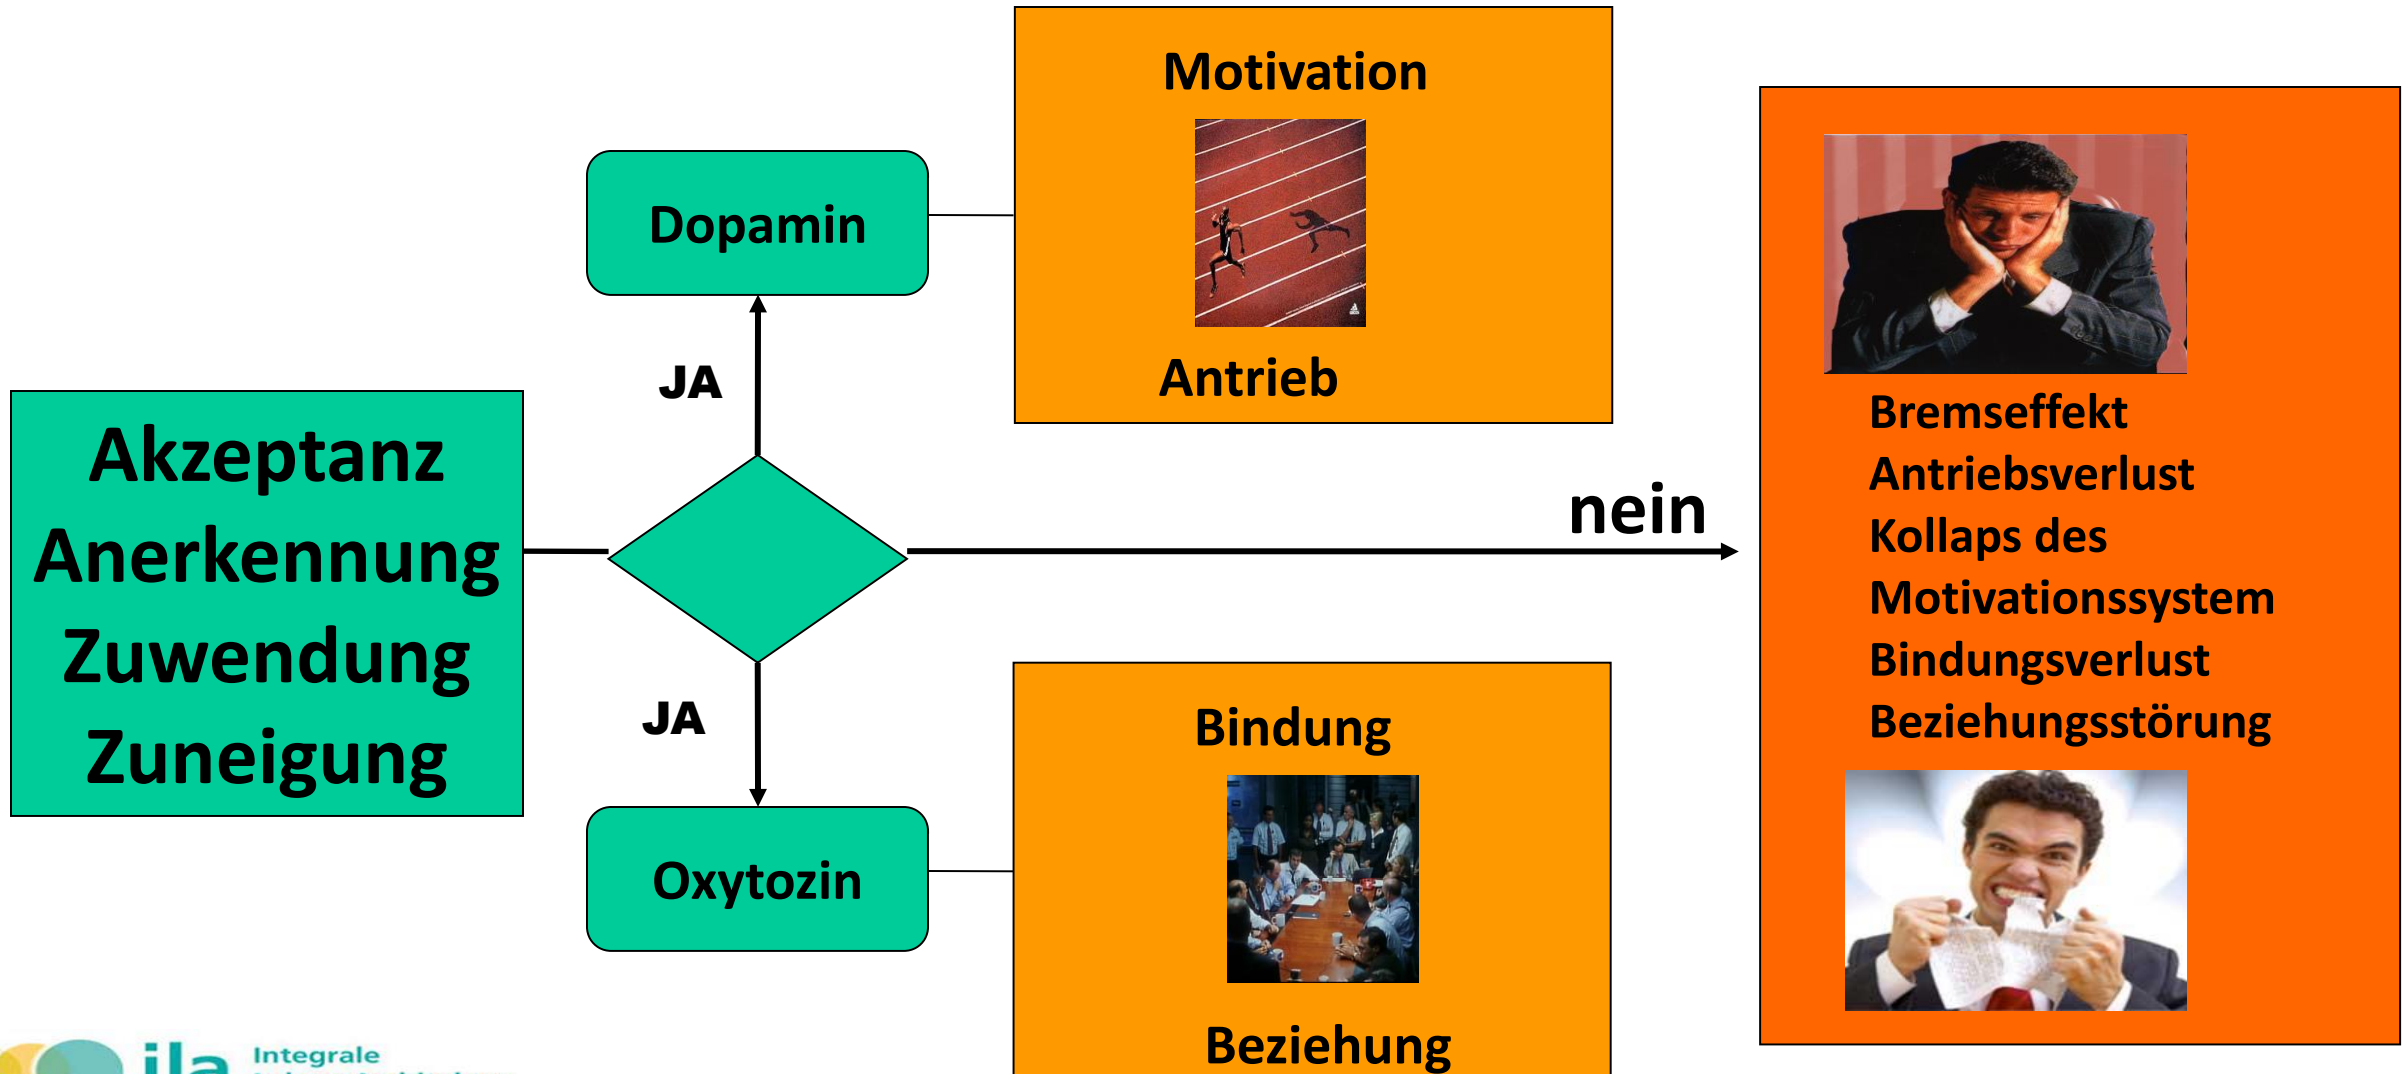 Akzeptanz
Anerkennung
Zuwendung
Zuneigung
JA
Dopamin
Motivation
Antrieb
JA
Oxytozin
Bindung
Beziehung
nein
Bremseffekt
Antriebsverlust
Kollaps des
Motivationssystem
Bindungsverlust
Beziehungsstörung
ila
Integrale